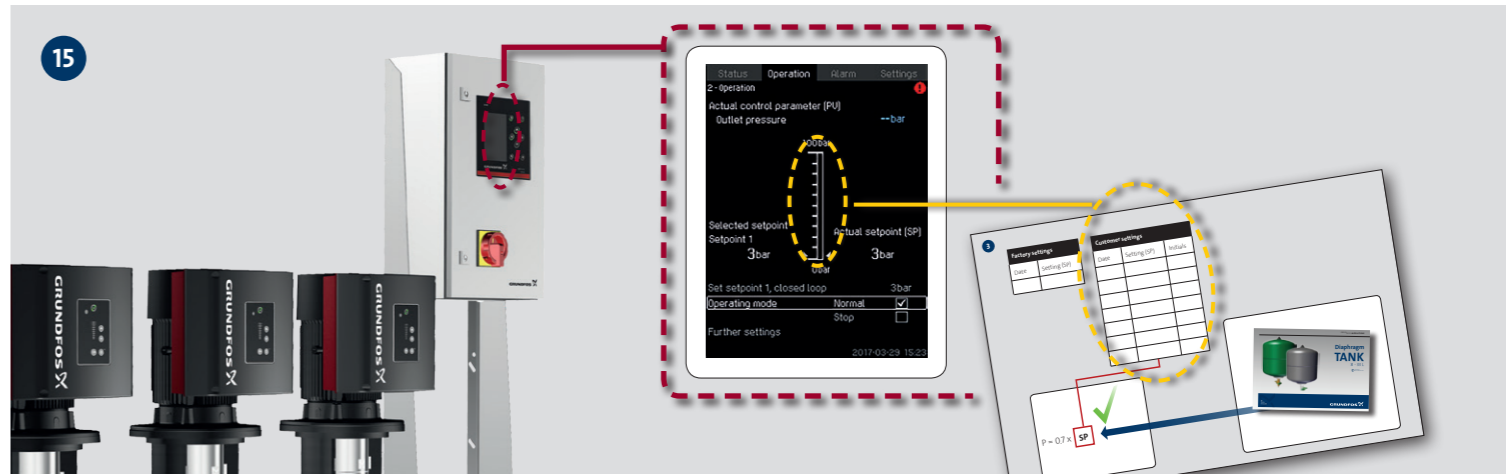 15
Status Operation Alarm Settings
2 - Operation
Actual control parameter (PV)
Outlet pressure --bar
100bar
Selected setpoint
Setpoint 1
3bar
Actual setpoint (SP)
3bar
0bar
Set setpoint 1, closed loop 3bar
Operating mode Normal
Stop
Further settings
2017-03-29 15:23
GRUNDFOS
GRUNDFOS
GRUNDFOS
GRUNDFOS
Factory settings
Date Setting (SP)
Customer settings
Date Setting (SP) Initials
Diaphragm
TANK
GRUNDFOS
P = 0.7 x SP